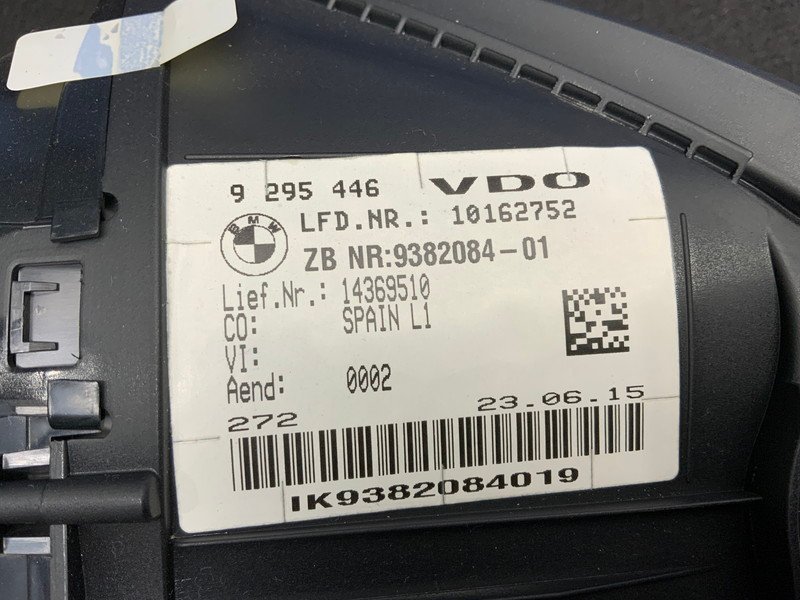 9 295 446 VDO
BMW
LFD.NR.: 10162752
ZB NR:9382084-01
Lief.Nr.: 14369510
CO: SPAIN L1
VI:
Aend: 0002
272 23.06.15
IK9382084019